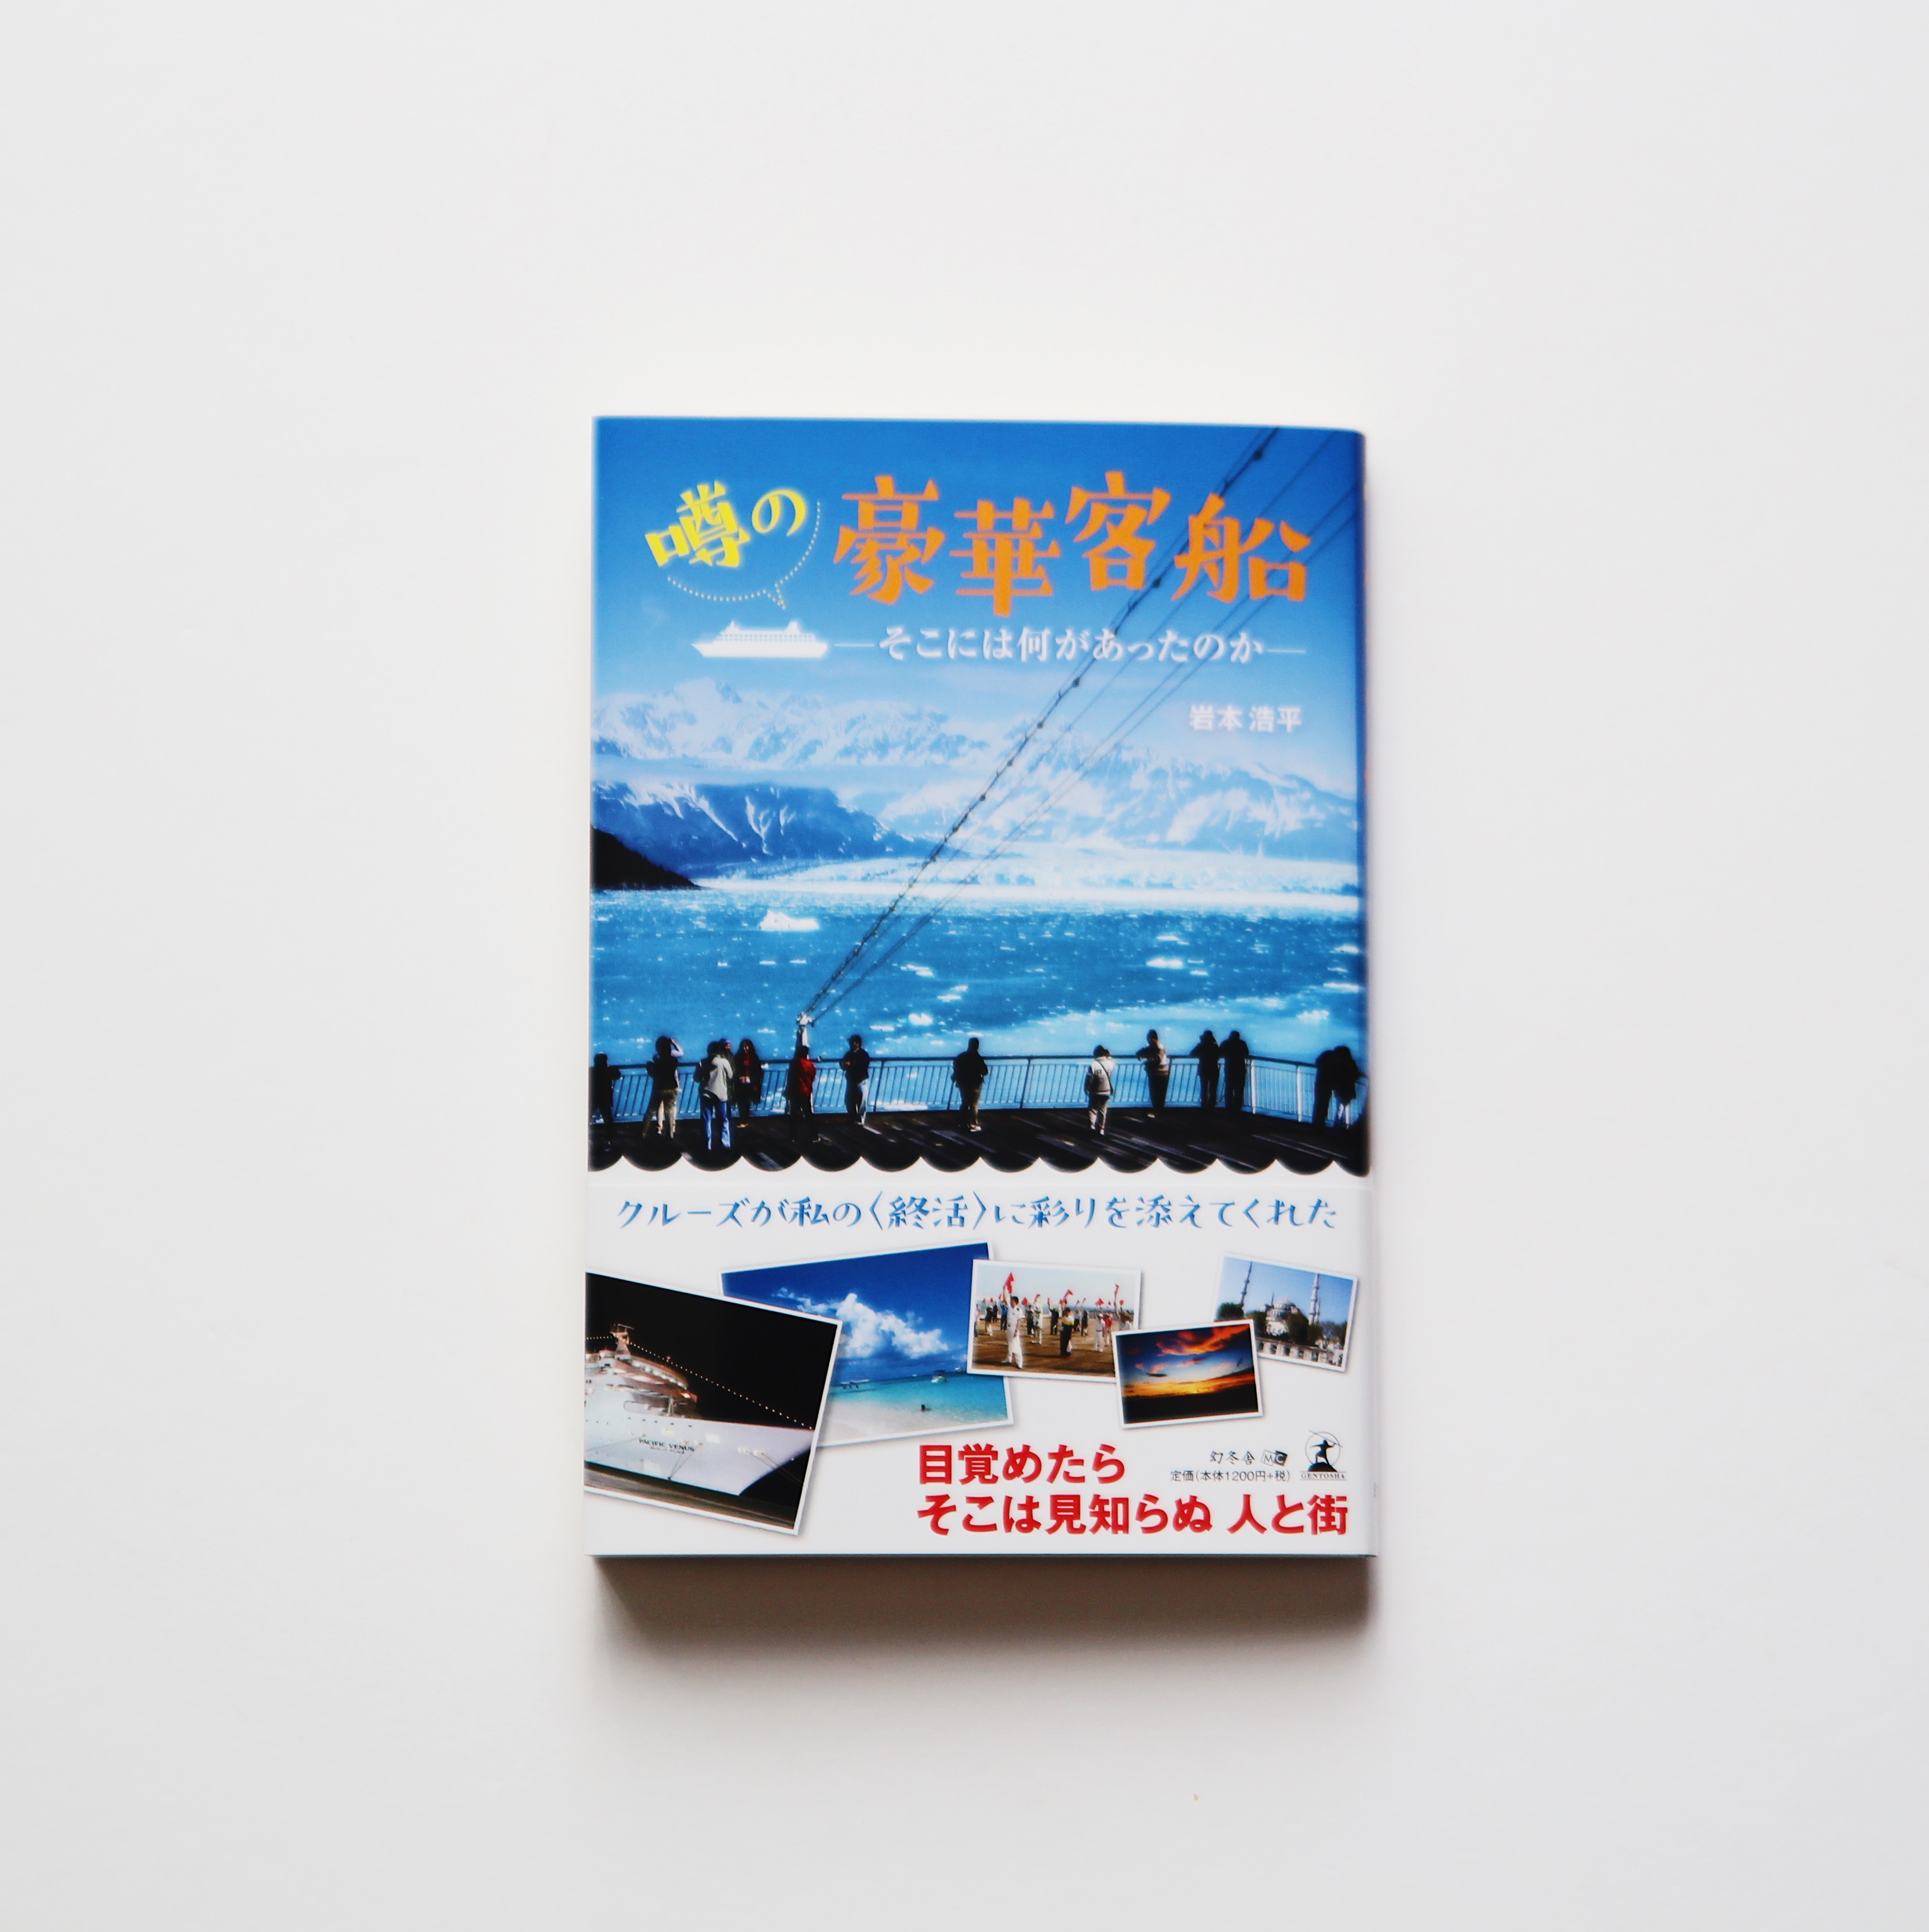 噂の豪華客船
―そこには何があったのか―
岩本 浩平
クルーズが私の〈終活〉に彩りを添えてくれた
PACIFIC VENUS
目覚めたら
そこは見知らぬ 人と街
幻冬舎 MC
定価(本体1200円+税)
GENTOSHA